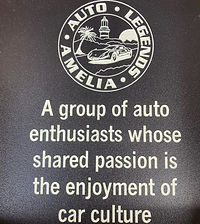 AUTO • LEGENDS
• AMELIA •
A group of auto
enthusiasts whose
shared passion is
the enjoyment of
car culture